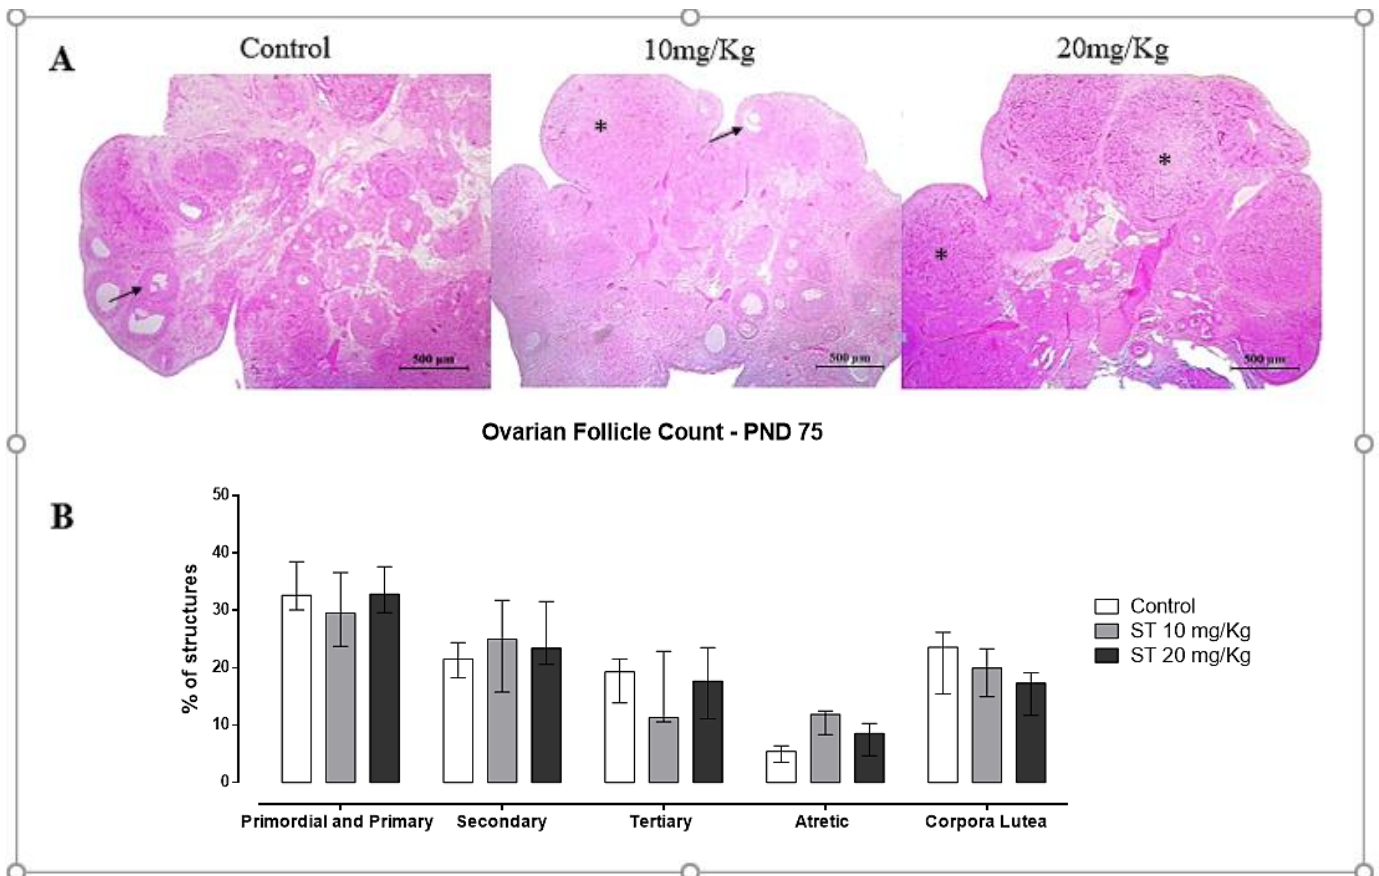 A
Control
10mg/Kg
20mg/Kg
*
*
*
500 µm
500 µm
500 µm
Ovarian Follicle Count - PND 75
B
% of structures
50
40
30
20
10
0
Primordial and Primary
Secondary
Tertiary
Atretic
Corpora Lutea
Control
ST 10 mg/Kg
ST 20 mg/Kg